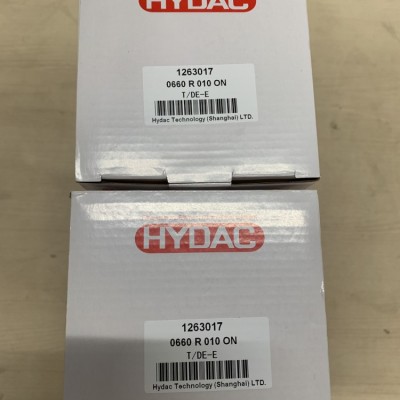 HYDAC
1263017
0660 R 010 ON
T/DE-E
Hydac Technology (Shanghai) LTD.
HYDAC
1263017
0660 R 010 ON
T/DE-E
Hydac Technology (Shanghai) LTD.